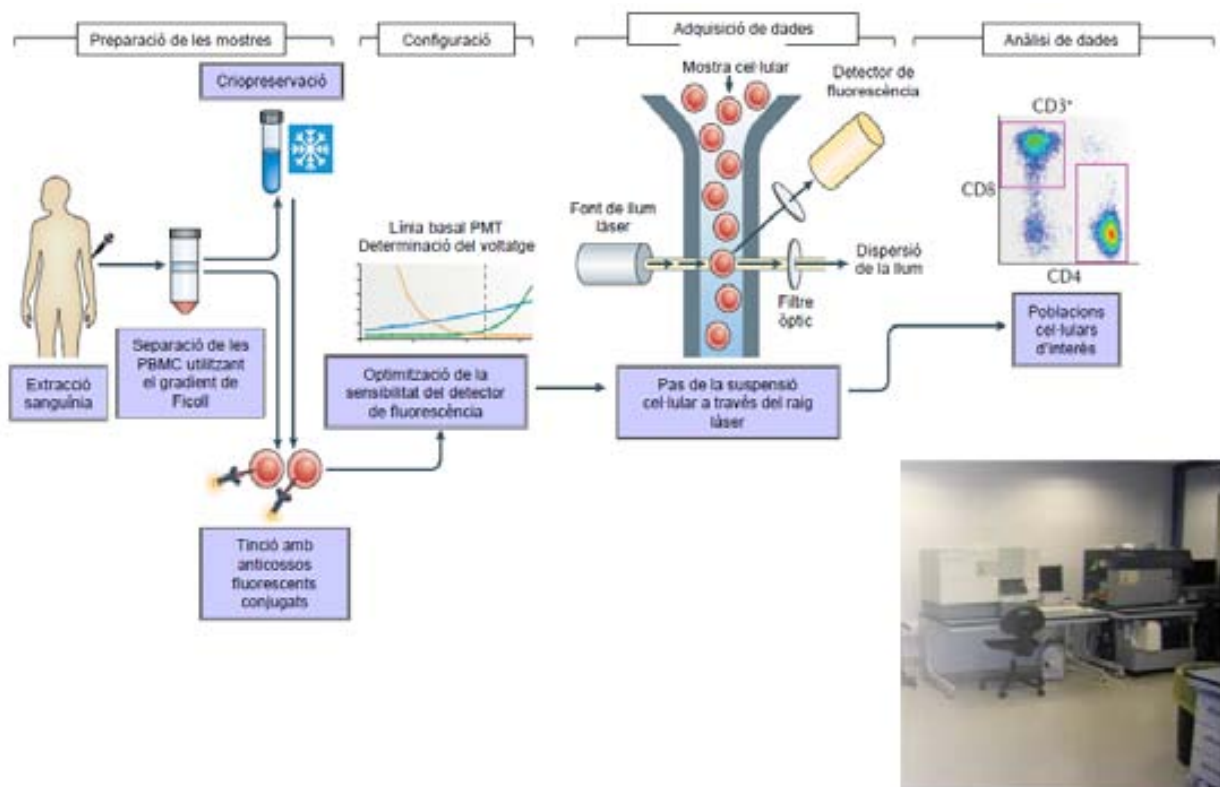 Preparació de les mostres
Configuració
Adquisició de dades
Anàlisi de dades
Criopreservació
Mostra cel·lular
Detector de
fluorescència
CD3+
CD8
CD4
Font de llum
làser
Dispersió
de la llum
Filtre
òptic
Línia basal PMT
Determinació del voltatge
Poblacions
cel·lulars
d'interès
Extracció
sanguínia
Separació de les
PBMC utilitzant
el gradient de
Ficoll
Optimització de la
sensibilitat del detector
de fluorescència
Pas de la suspensió
cel·lular a través del raig
làser
Tinció amb
anticossos
fluorescents
conjugats